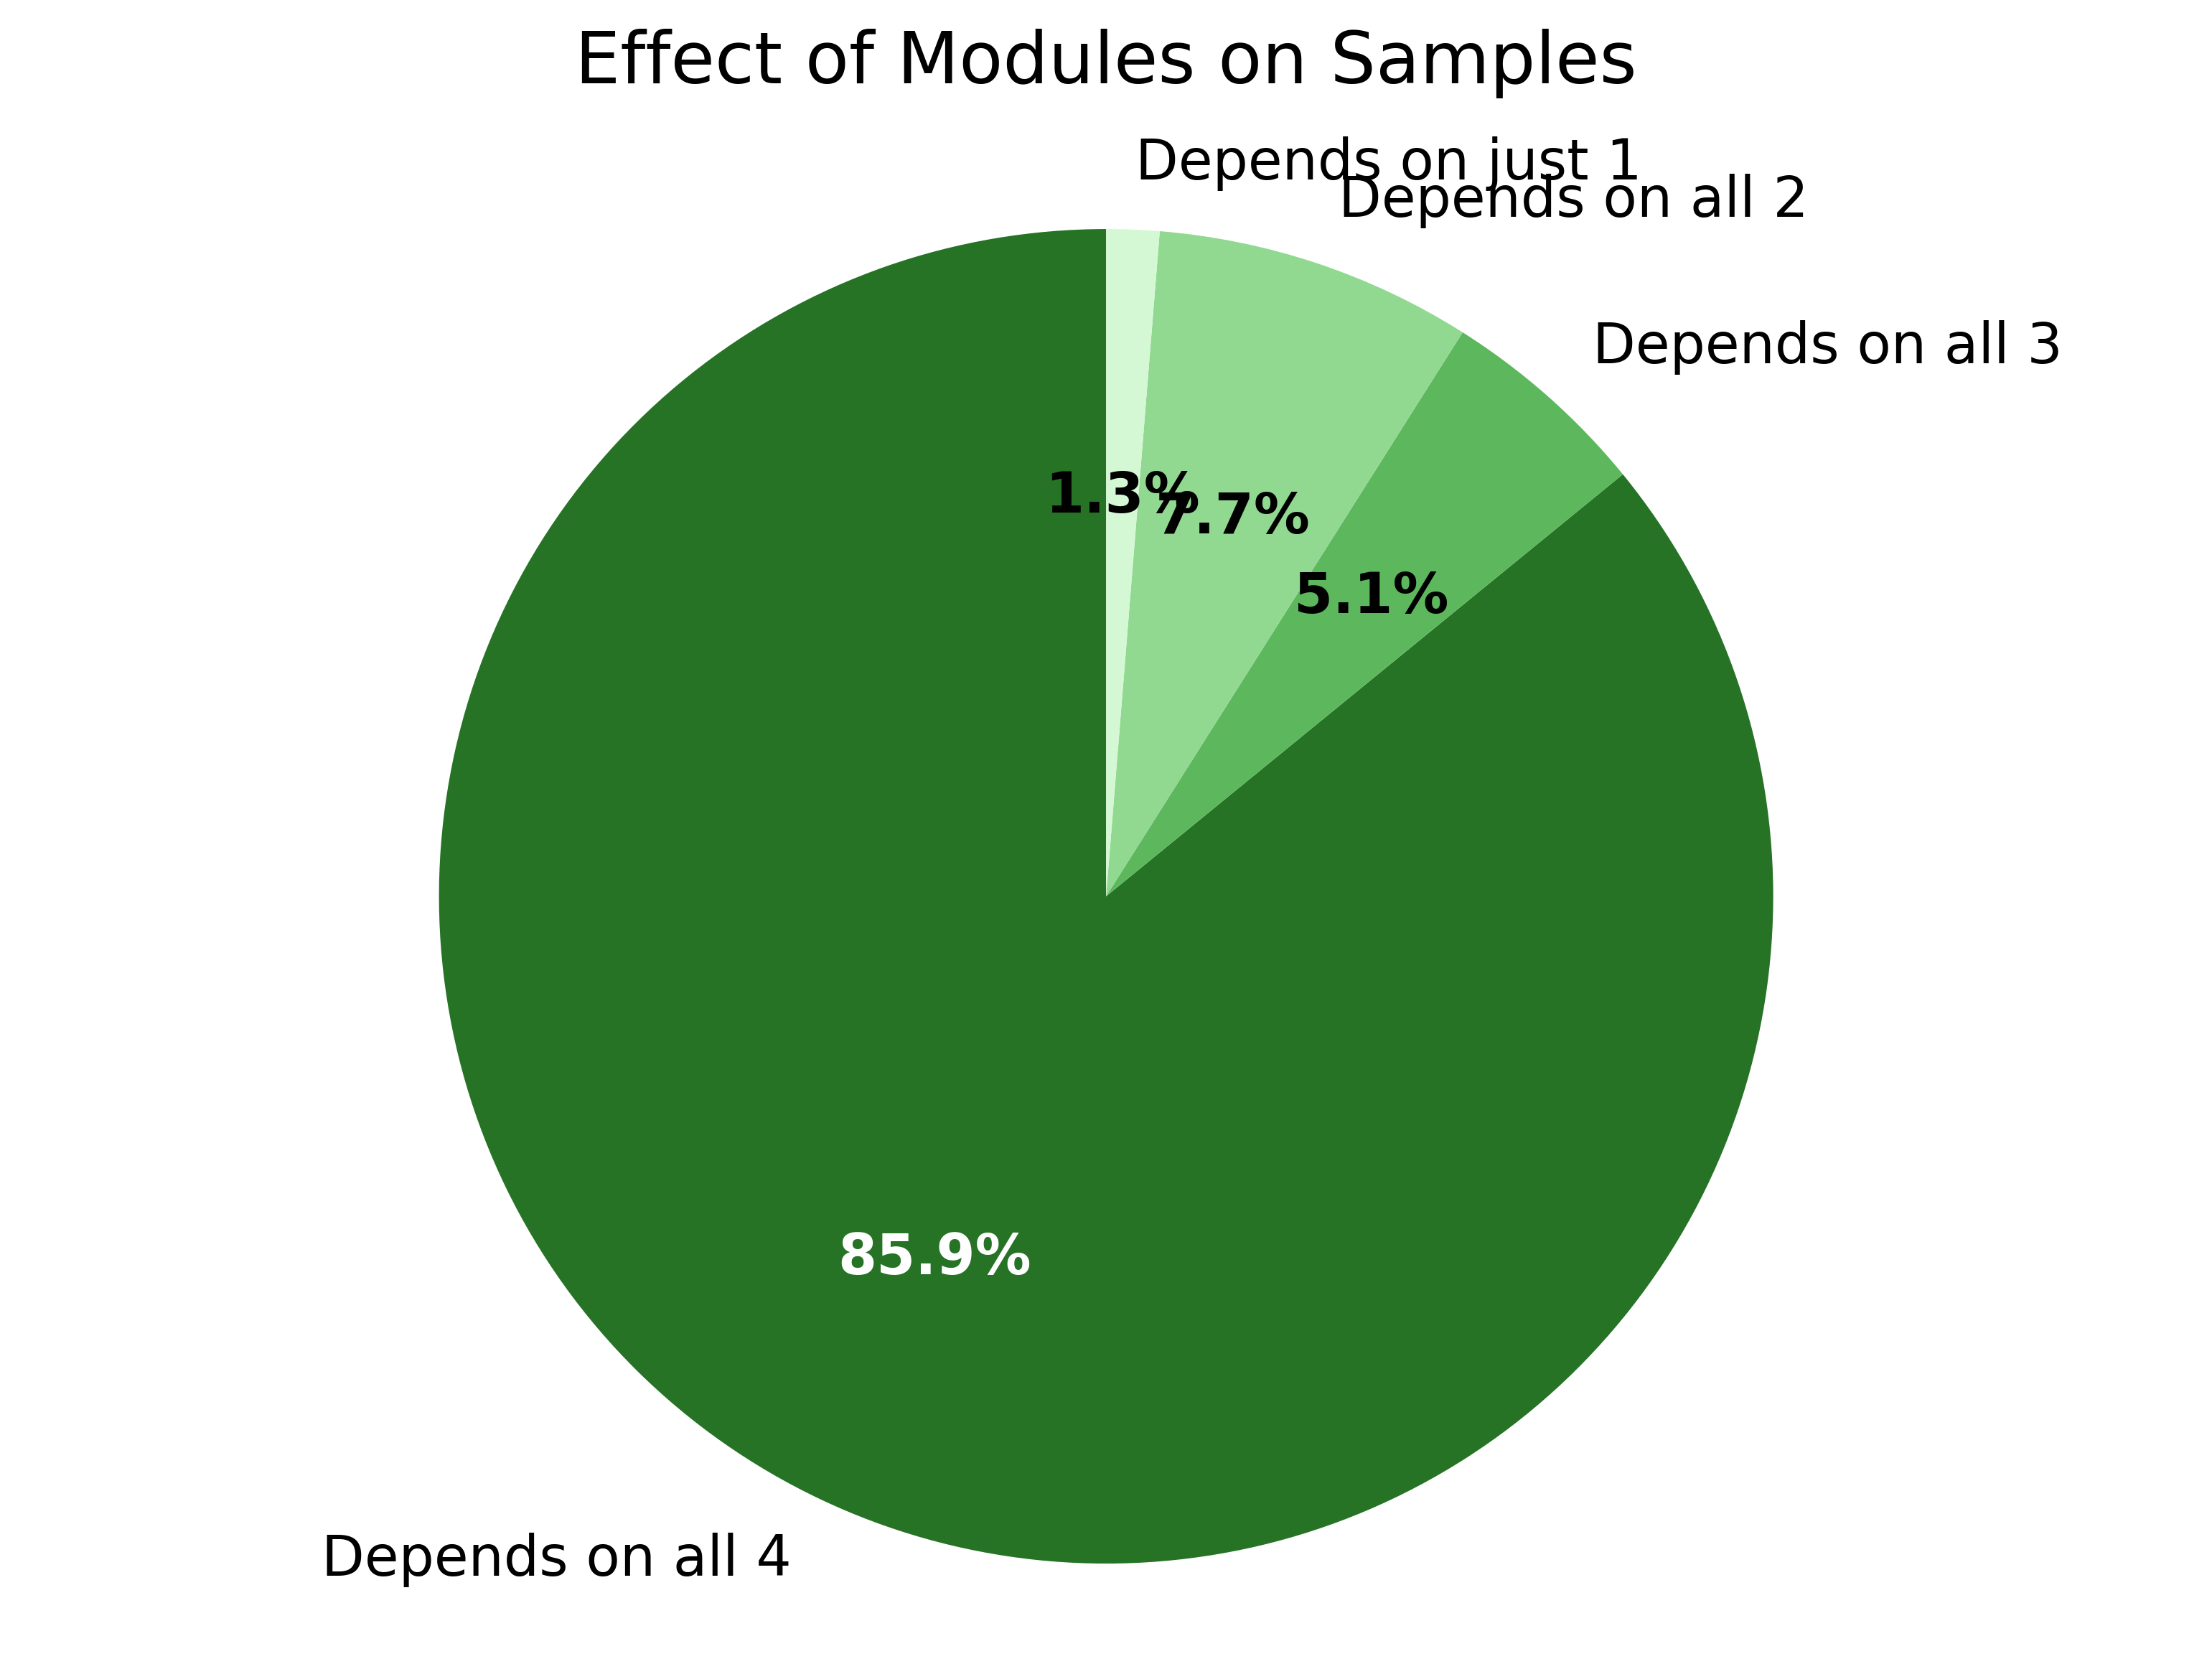 Effect of Modules on Samples
Depends on just 1
Depends on all 2
Depends on all 3
1.3%
7.7%
5.1%
85.9%
Depends on all 4